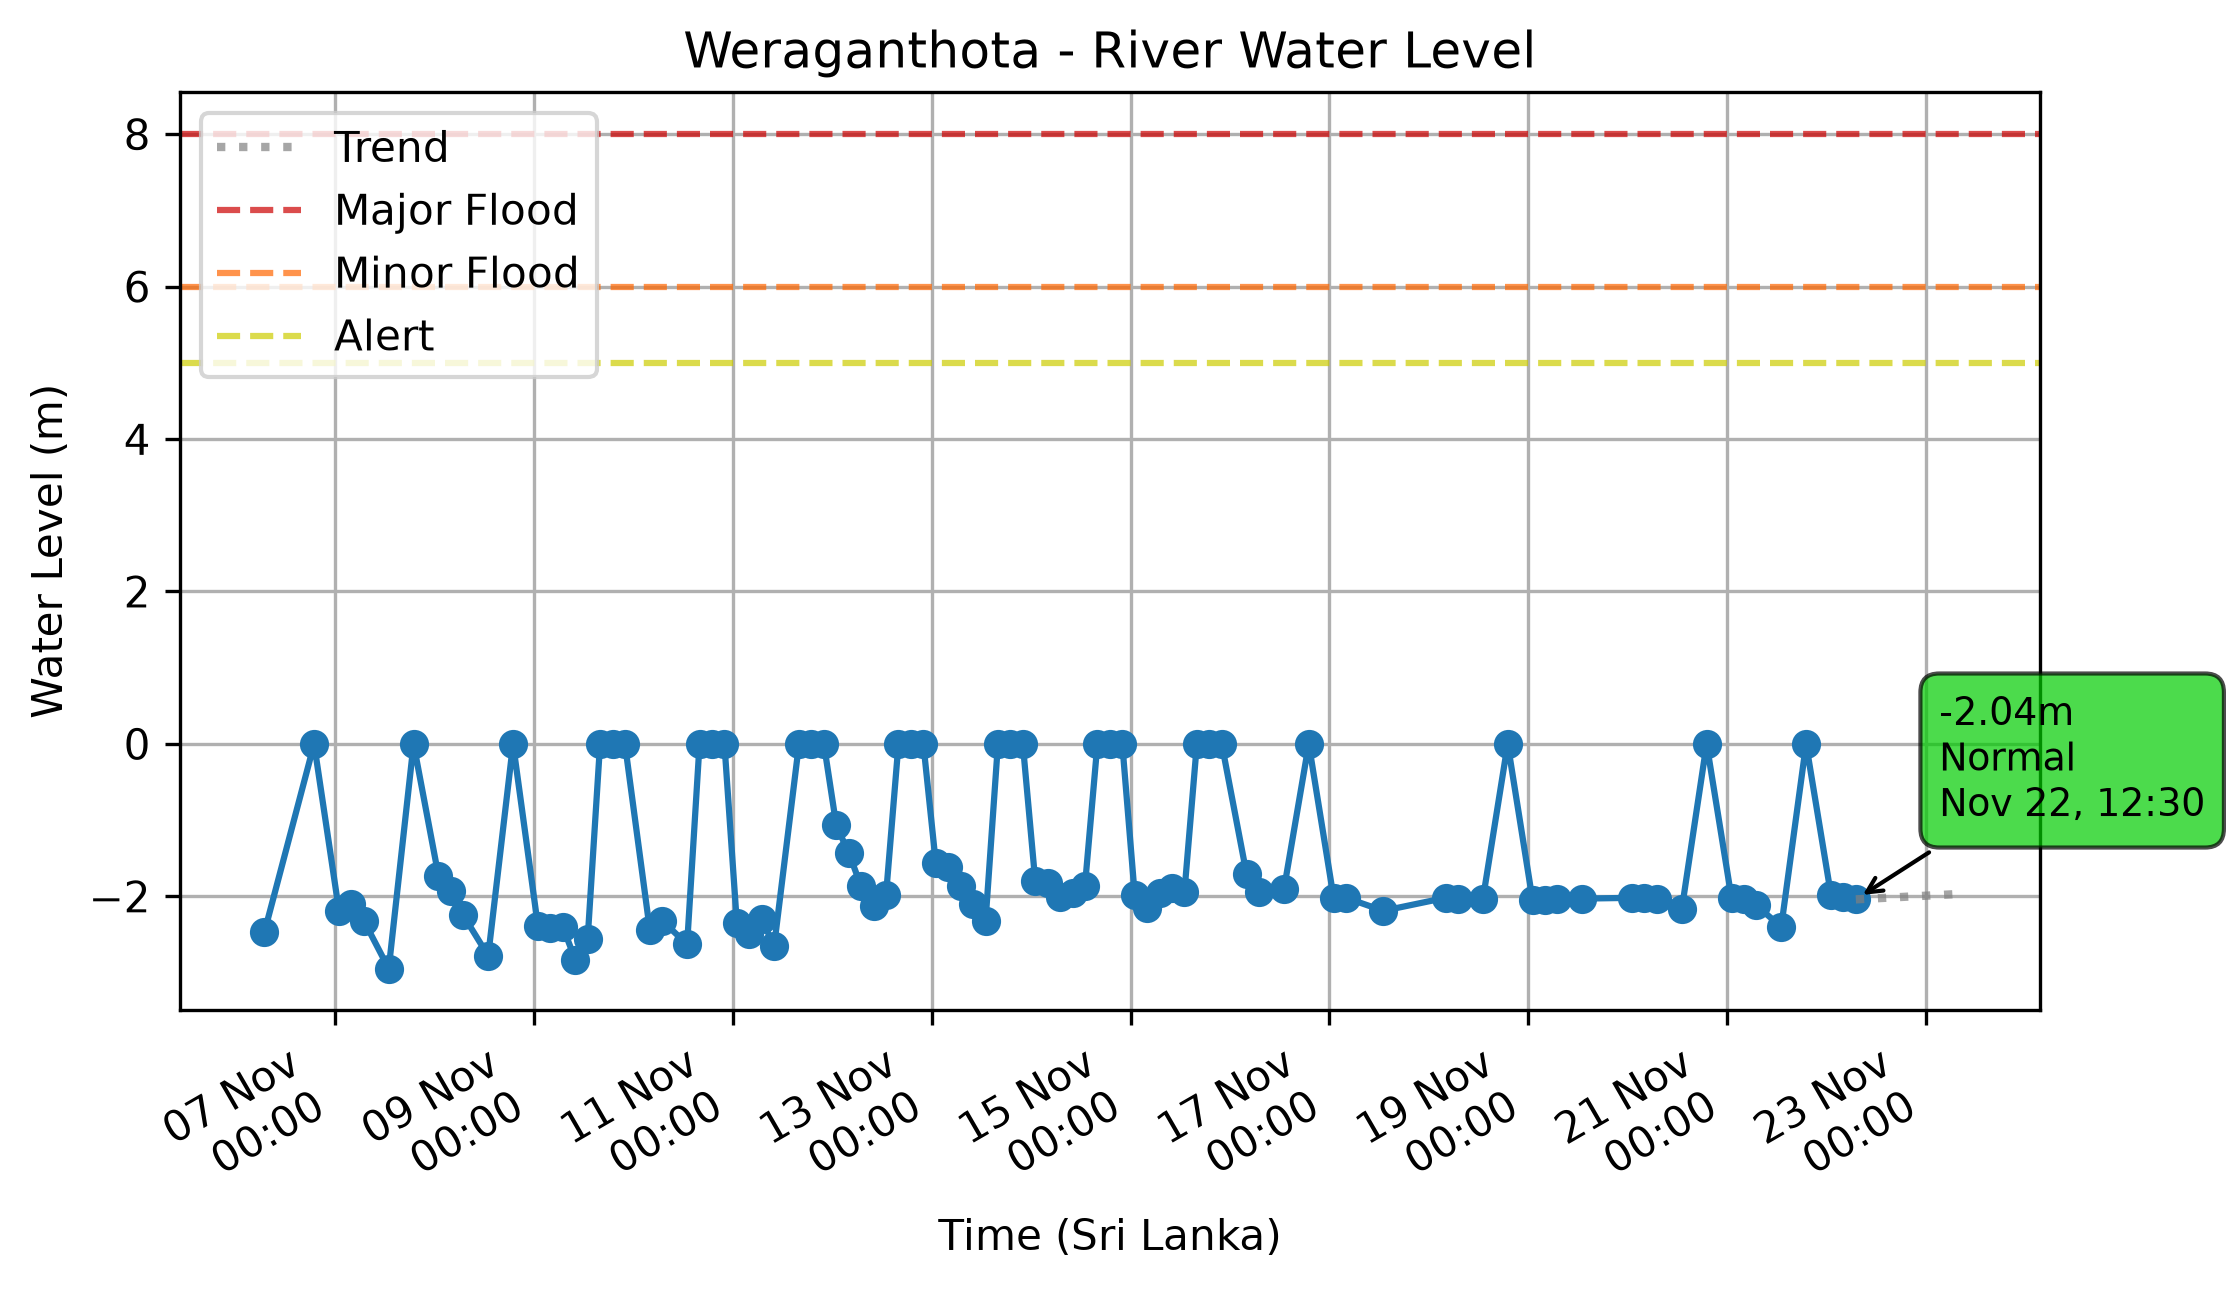 Weraganthota - River Water Level
Trend
Major Flood
Minor Flood
Alert
8
6
4
2
0
−2
Water Level (m)
-2.04m
Normal
Nov 22, 12:30
07 Nov
00:00
09 Nov
00:00
11 Nov
00:00
13 Nov
00:00
15 Nov
00:00
17 Nov
00:00
19 Nov
00:00
21 Nov
00:00
23 Nov
00:00
Time (Sri Lanka)